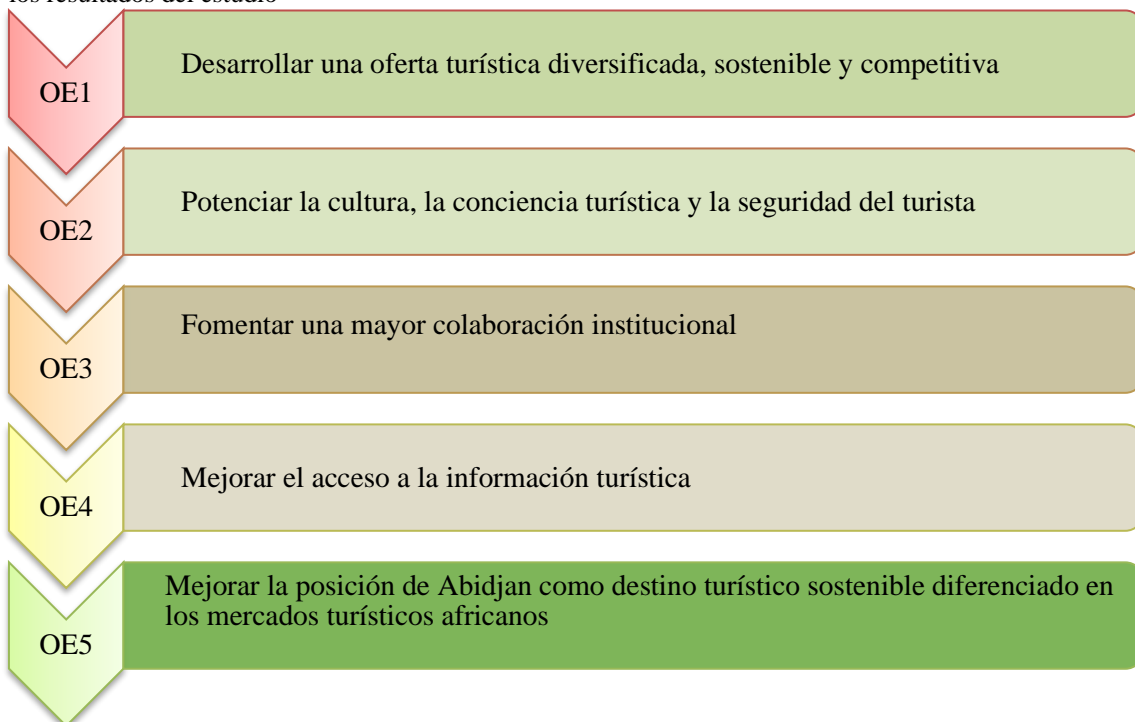 los resultados del estudio
OE1
Desarrollar una oferta turística diversificada, sostenible y competitiva
OE2
Potenciar la cultura, la conciencia turística y la seguridad del turista
OE3
Fomentar una mayor colaboración institucional
OE4
Mejorar el acceso a la información turística
OE5
Mejorar la posición de Abidjan como destino turístico sostenible diferenciado en
los mercados turísticos africanos